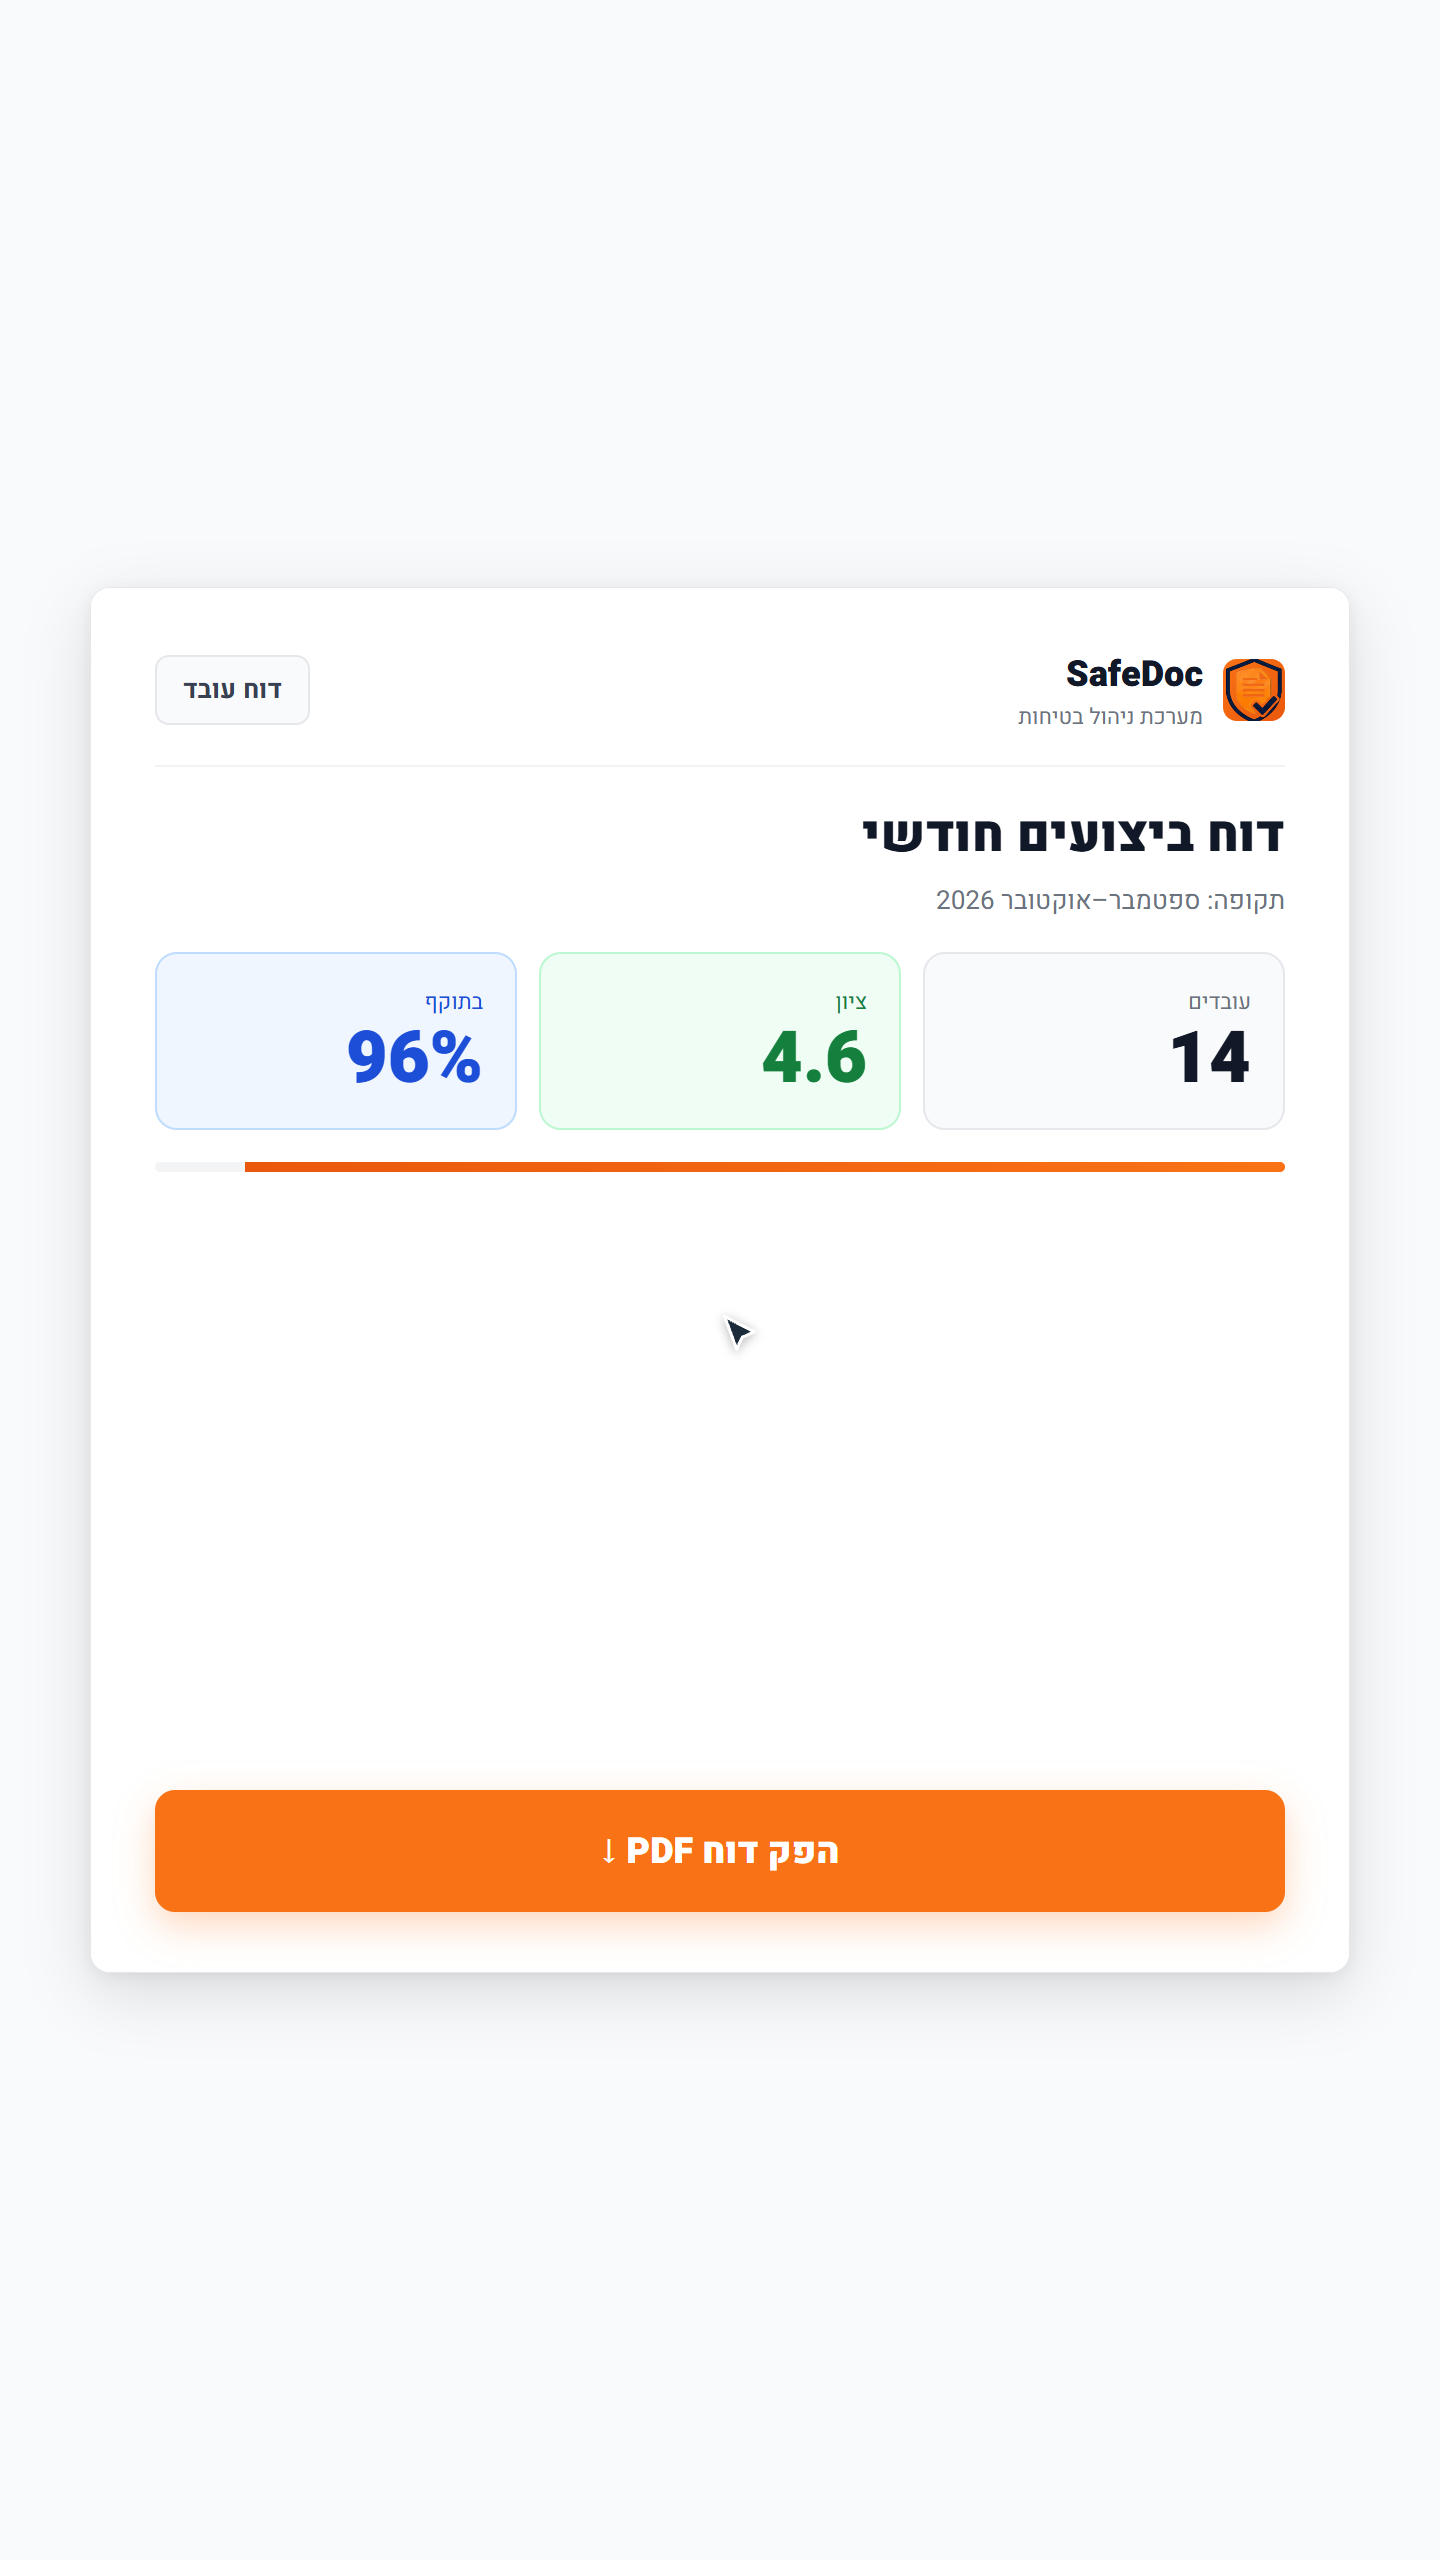 SafeDoc
מערכת ניהול בטיחות
דוח עובד
דוח ביצועים חודשי
תקופה: ספטמבר–אוקטובר 2026
עובדים
14
ציון
4.6
בתוקף
96%
הפק דוח PDF ↓